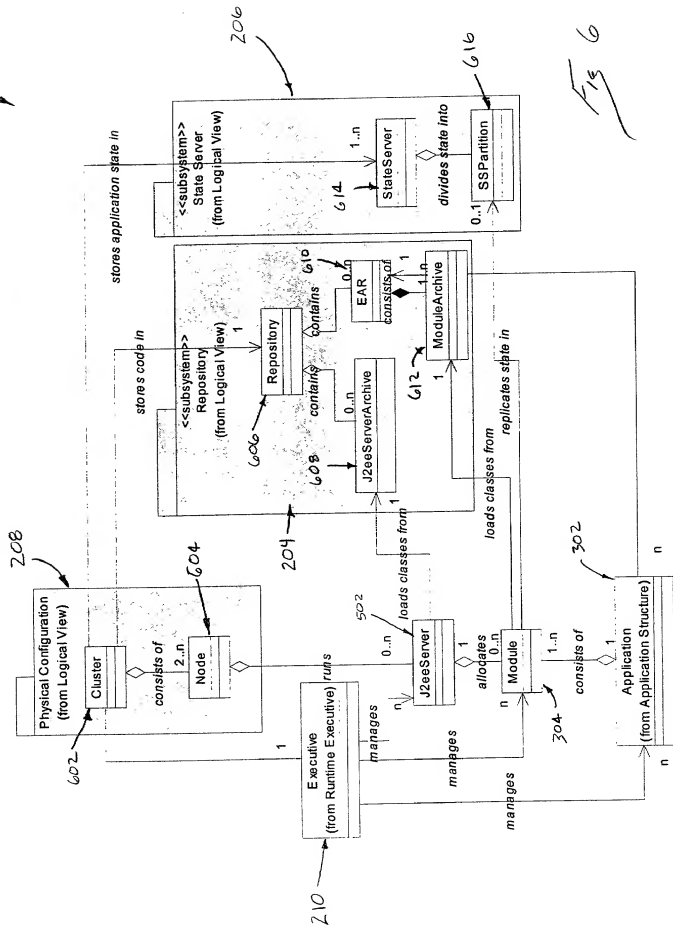 208
Physical Configuration
(from Logical View)
Cluster
602
consists of
2..n
Node
604
stores application state in
stores code in
1
<<subsystem>>
State Server
(from Logical View)
206
1..n
StateServer
614
divides state into
SSPartition
616
0..1
<<subsystem>>
Repository
(from Logical View)
204
Repository
606
contains
contains
0..n
J2eeServerArchive
608
0..n
EAR
610
consists of
1
1..n
ModuleArchive
612
1
1
Executive
(from Runtime Executive)
210
runs
0..n
loads classes from
1
J2eeServer
502
n
manages
1
allocates
0..n
Module
304
n
manages
loads classes from
replicates state in
1..n
consists of
1
Application
(from Application Structure)
302
manages
n
n
Fig 6